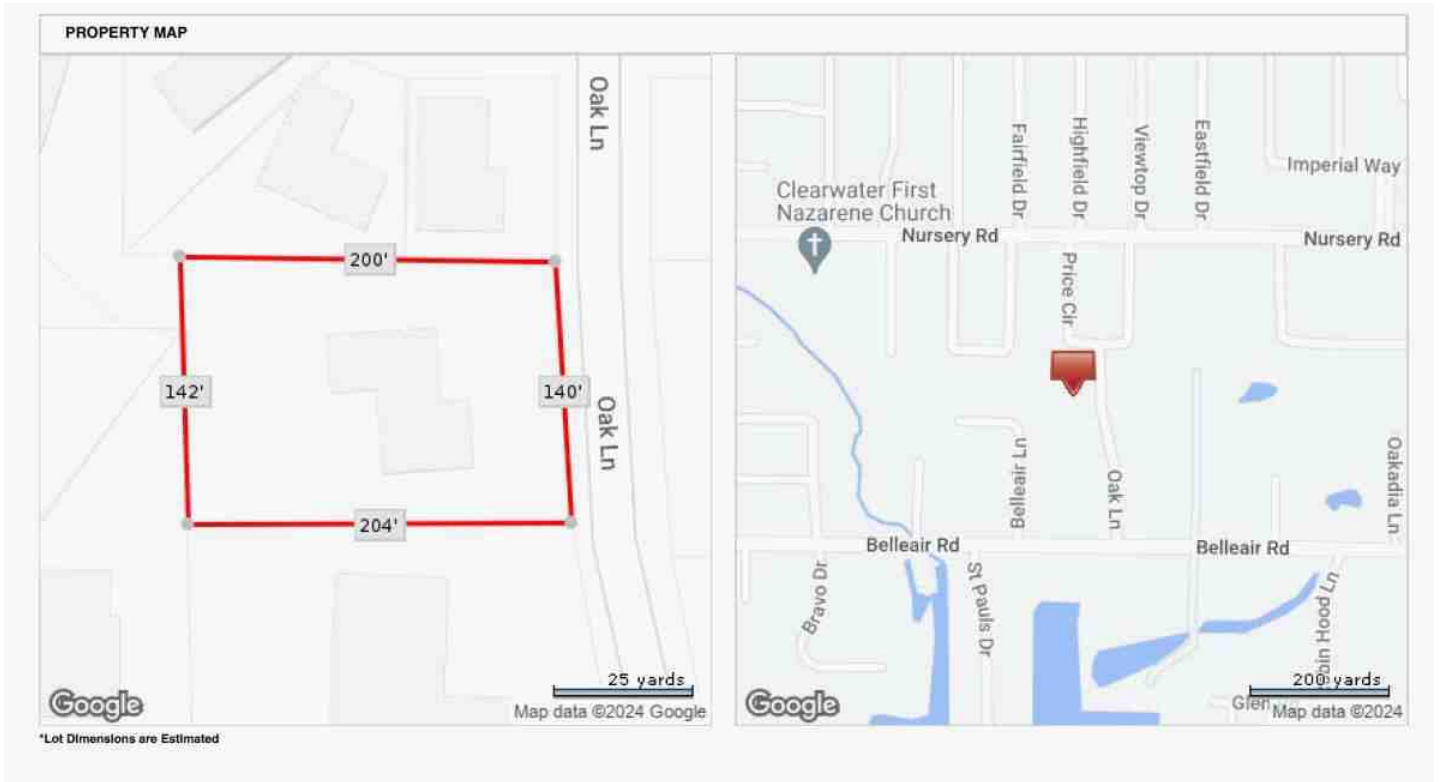 PROPERTY MAP
Oak Ln
200'
142'
140'
Oak Ln
204'
25 yards
Google
Map data ©2024 Google
Fairfield Dr
Highfield Dr
Viewtop Dr
Eastfield Dr
Imperial Way
Clearwater First
Nazarene Church
Nursery Rd
Nursery Rd
Price Cir
Belleair Ln
Oak Ln
Oakadia Ln
Belleair Rd
Belleair Rd
Bravo Dr
St Pauls Dr
Hood Ln
200 yards
Google
Map data ©2024
*Lot Dimensions are Estimated